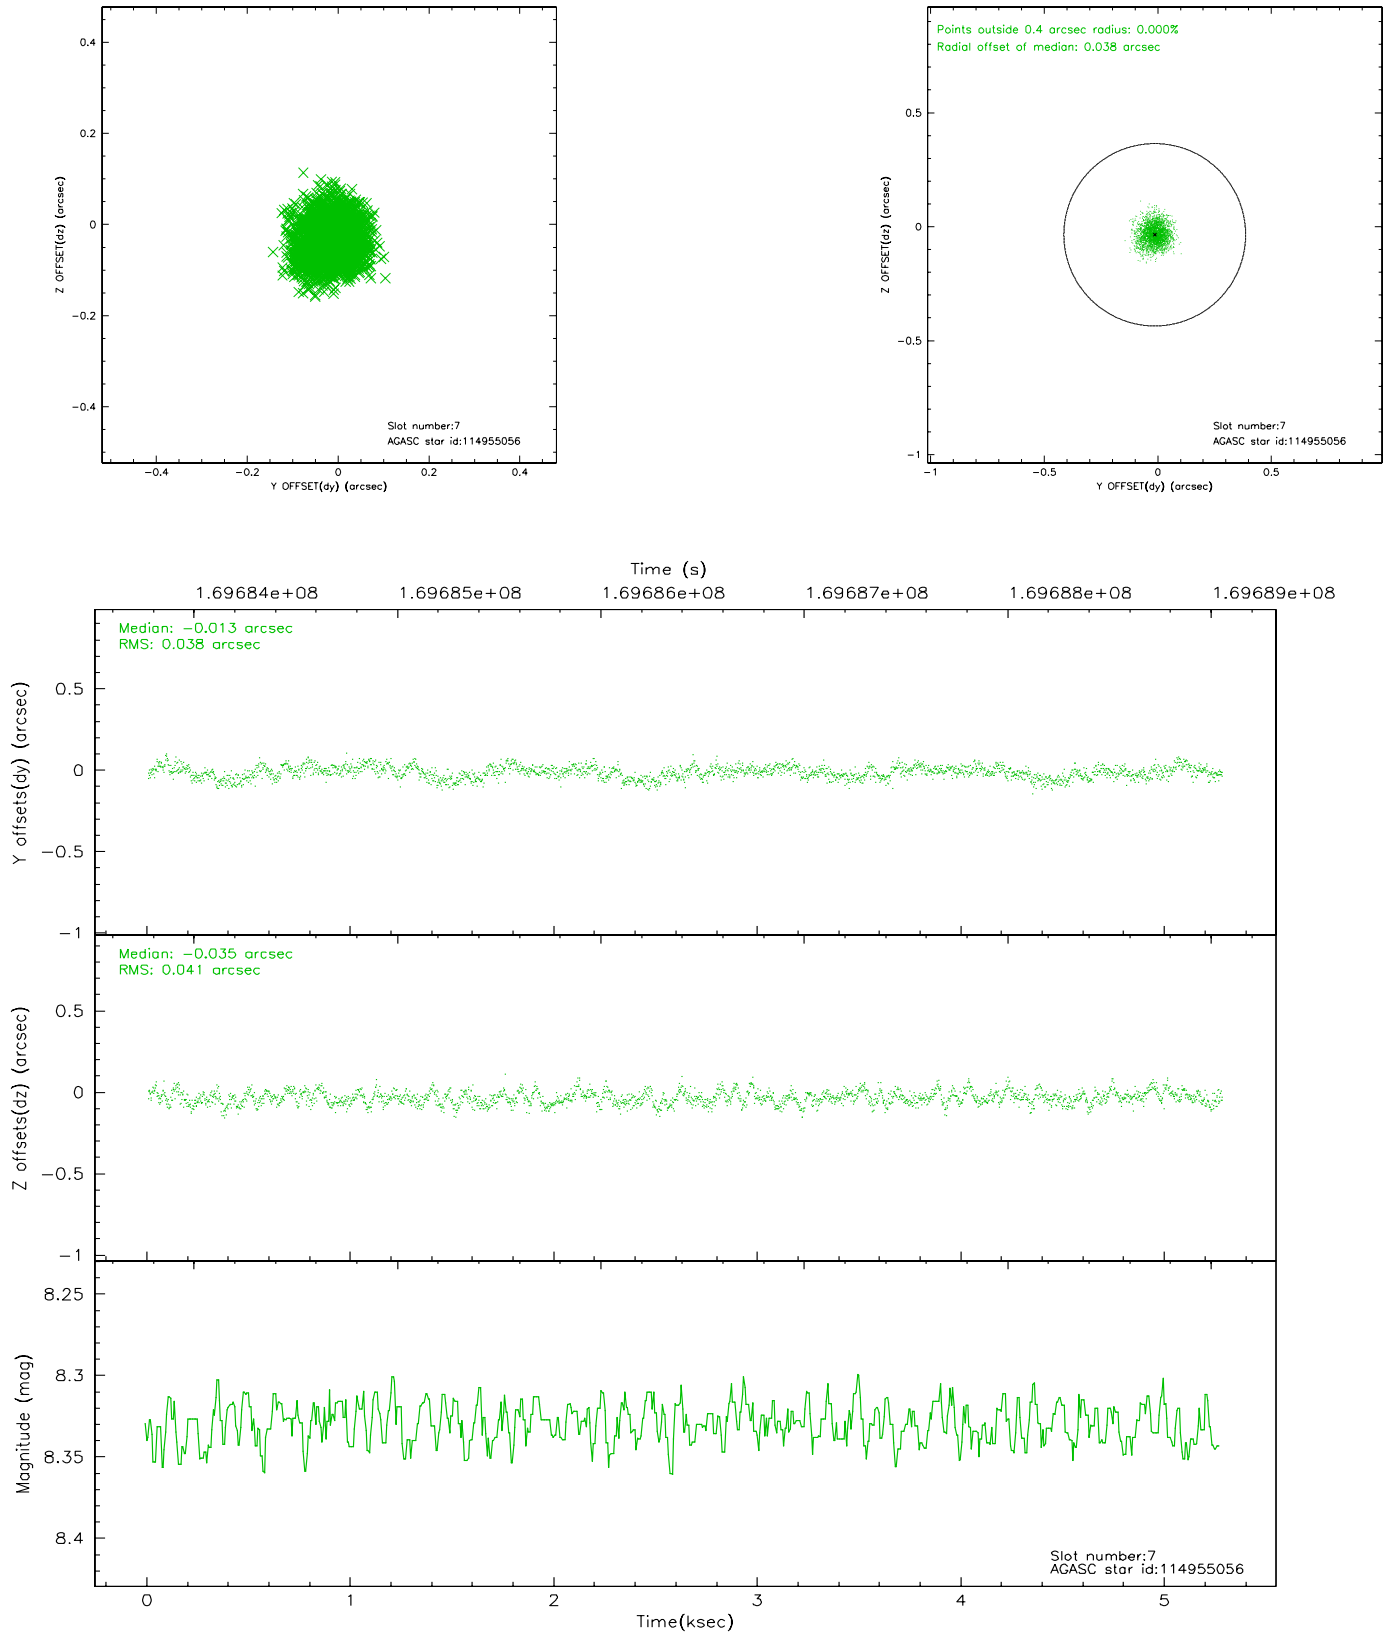 0.4
0.2
0
−0.2
−0.4
−0.4
−0.2
0
0.2
0.4
Z OFFSET(dz) (arcsec)
Y OFFSET(dy) (arcsec)
Slot number:7
AGASC star id:114955056
Points outside 0.4 arcsec radius: 0.000%
Radial offset of median: 0.038 arcsec
0.5
0
−0.5
−1
−1
−0.5
0
0.5
Z OFFSET(dz) (arcsec)
Y OFFSET(dy) (arcsec)
Slot number:7
AGASC star id:114955056
Time (s)
1.69684e+08
1.69685e+08
1.69686e+08
1.69687e+08
1.69688e+08
1.69689e+08
Median: −0.013 arcsec
RMS: 0.038 arcsec
0.5
0
−0.5
−1
Y offsets(dy) (arcsec)
Median: −0.035 arcsec
RMS: 0.041 arcsec
0.5
0
−0.5
−1
Z offsets(dz) (arcsec)
8.25
8.3
8.35
8.4
Magnitude (mag)
Slot number:7
AGASC star id:114955056
0
1
2
3
4
5
Time(ksec)